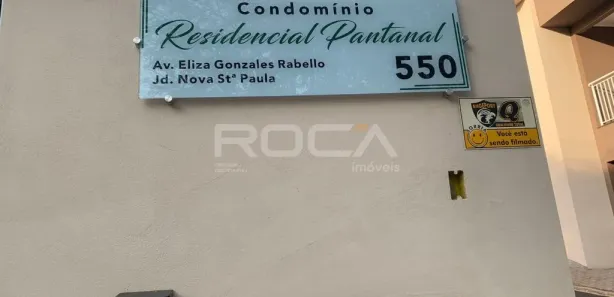 Condomínio
Residencial Pantanal
Av. Eliza Gonzales Rabello
Jd. Nova Stª Paula
550
ROCA
imóveis
Você está
sendo filmado